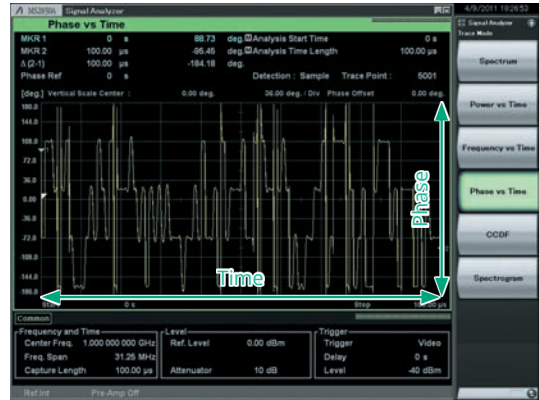 MS2850A Signal Analyzer
4/9/2011 19:26:53
Phase vs Time
MKR 1 0 s 88.73 deg. Analysis Start Time 0 s
MKR 2 100.00 µs -95.45 deg. Analysis Time Length 100.00 µs
Δ (2-1) 100.00 µs -184.18 deg.
Phase Ref 0 s Detection : Sample Trace Point : 5001
[deg.] Vertical Scale Center : 0.00 deg. 36.00 deg. / Div Phase Offset 0.00 deg.
180.0
144.0
108.0
72.0
36.0
0.00
-36.0
-72.0
-108.0
144.0
180.0
Phase
Time
0 s Stop 100.00 µs
Common
Frequency and Time
Center Freq. 1.000 000 000 GHz
Freq. Span 31.25 MHz
Capture Length 100.00 µs
Level
Ref. Level 0.00 dBm
Attenuator 10 dB
Trigger
Trigger Video
Delay 0 s
Level -40 dBm
Ref.Int Pre-Amp Off
Signal Analyzer
Trace Mode
Spectrum
Power vs Time
Frequency vs Time
Phase vs Time
CCDF
Spectrogram